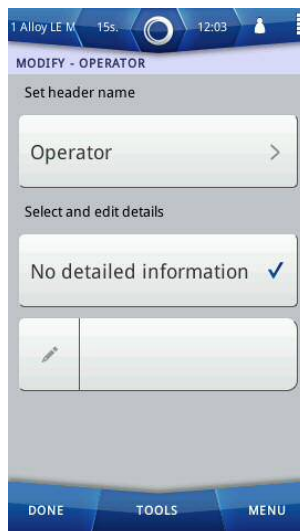 1 Alloy LE M 15s. 12:03
MODIFY - OPERATOR
Set header name
Operator
Select and edit details
No detailed information
DONE TOOLS MENU